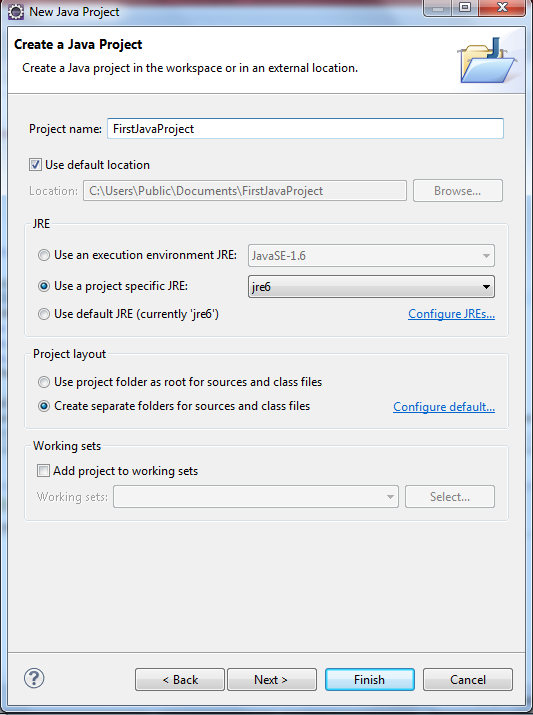 New Java Project
Create a Java Project
Create a Java project in the workspace or in an external location.
Project name: FirstJavaProject
Use default location
Location: C:\Users\Public\Documents\FirstJavaProject Browse...
JRE
Use an execution environment JRE: JavaSE-1.6
Use a project specific JRE: jre6
Use default JRE (currently 'jre6') Configure JREs...
Project layout
Use project folder as root for sources and class files
Create separate folders for sources and class files Configure default...
Working sets
Add project to working sets
Working sets: Select...
? < Back Next > Finish Cancel